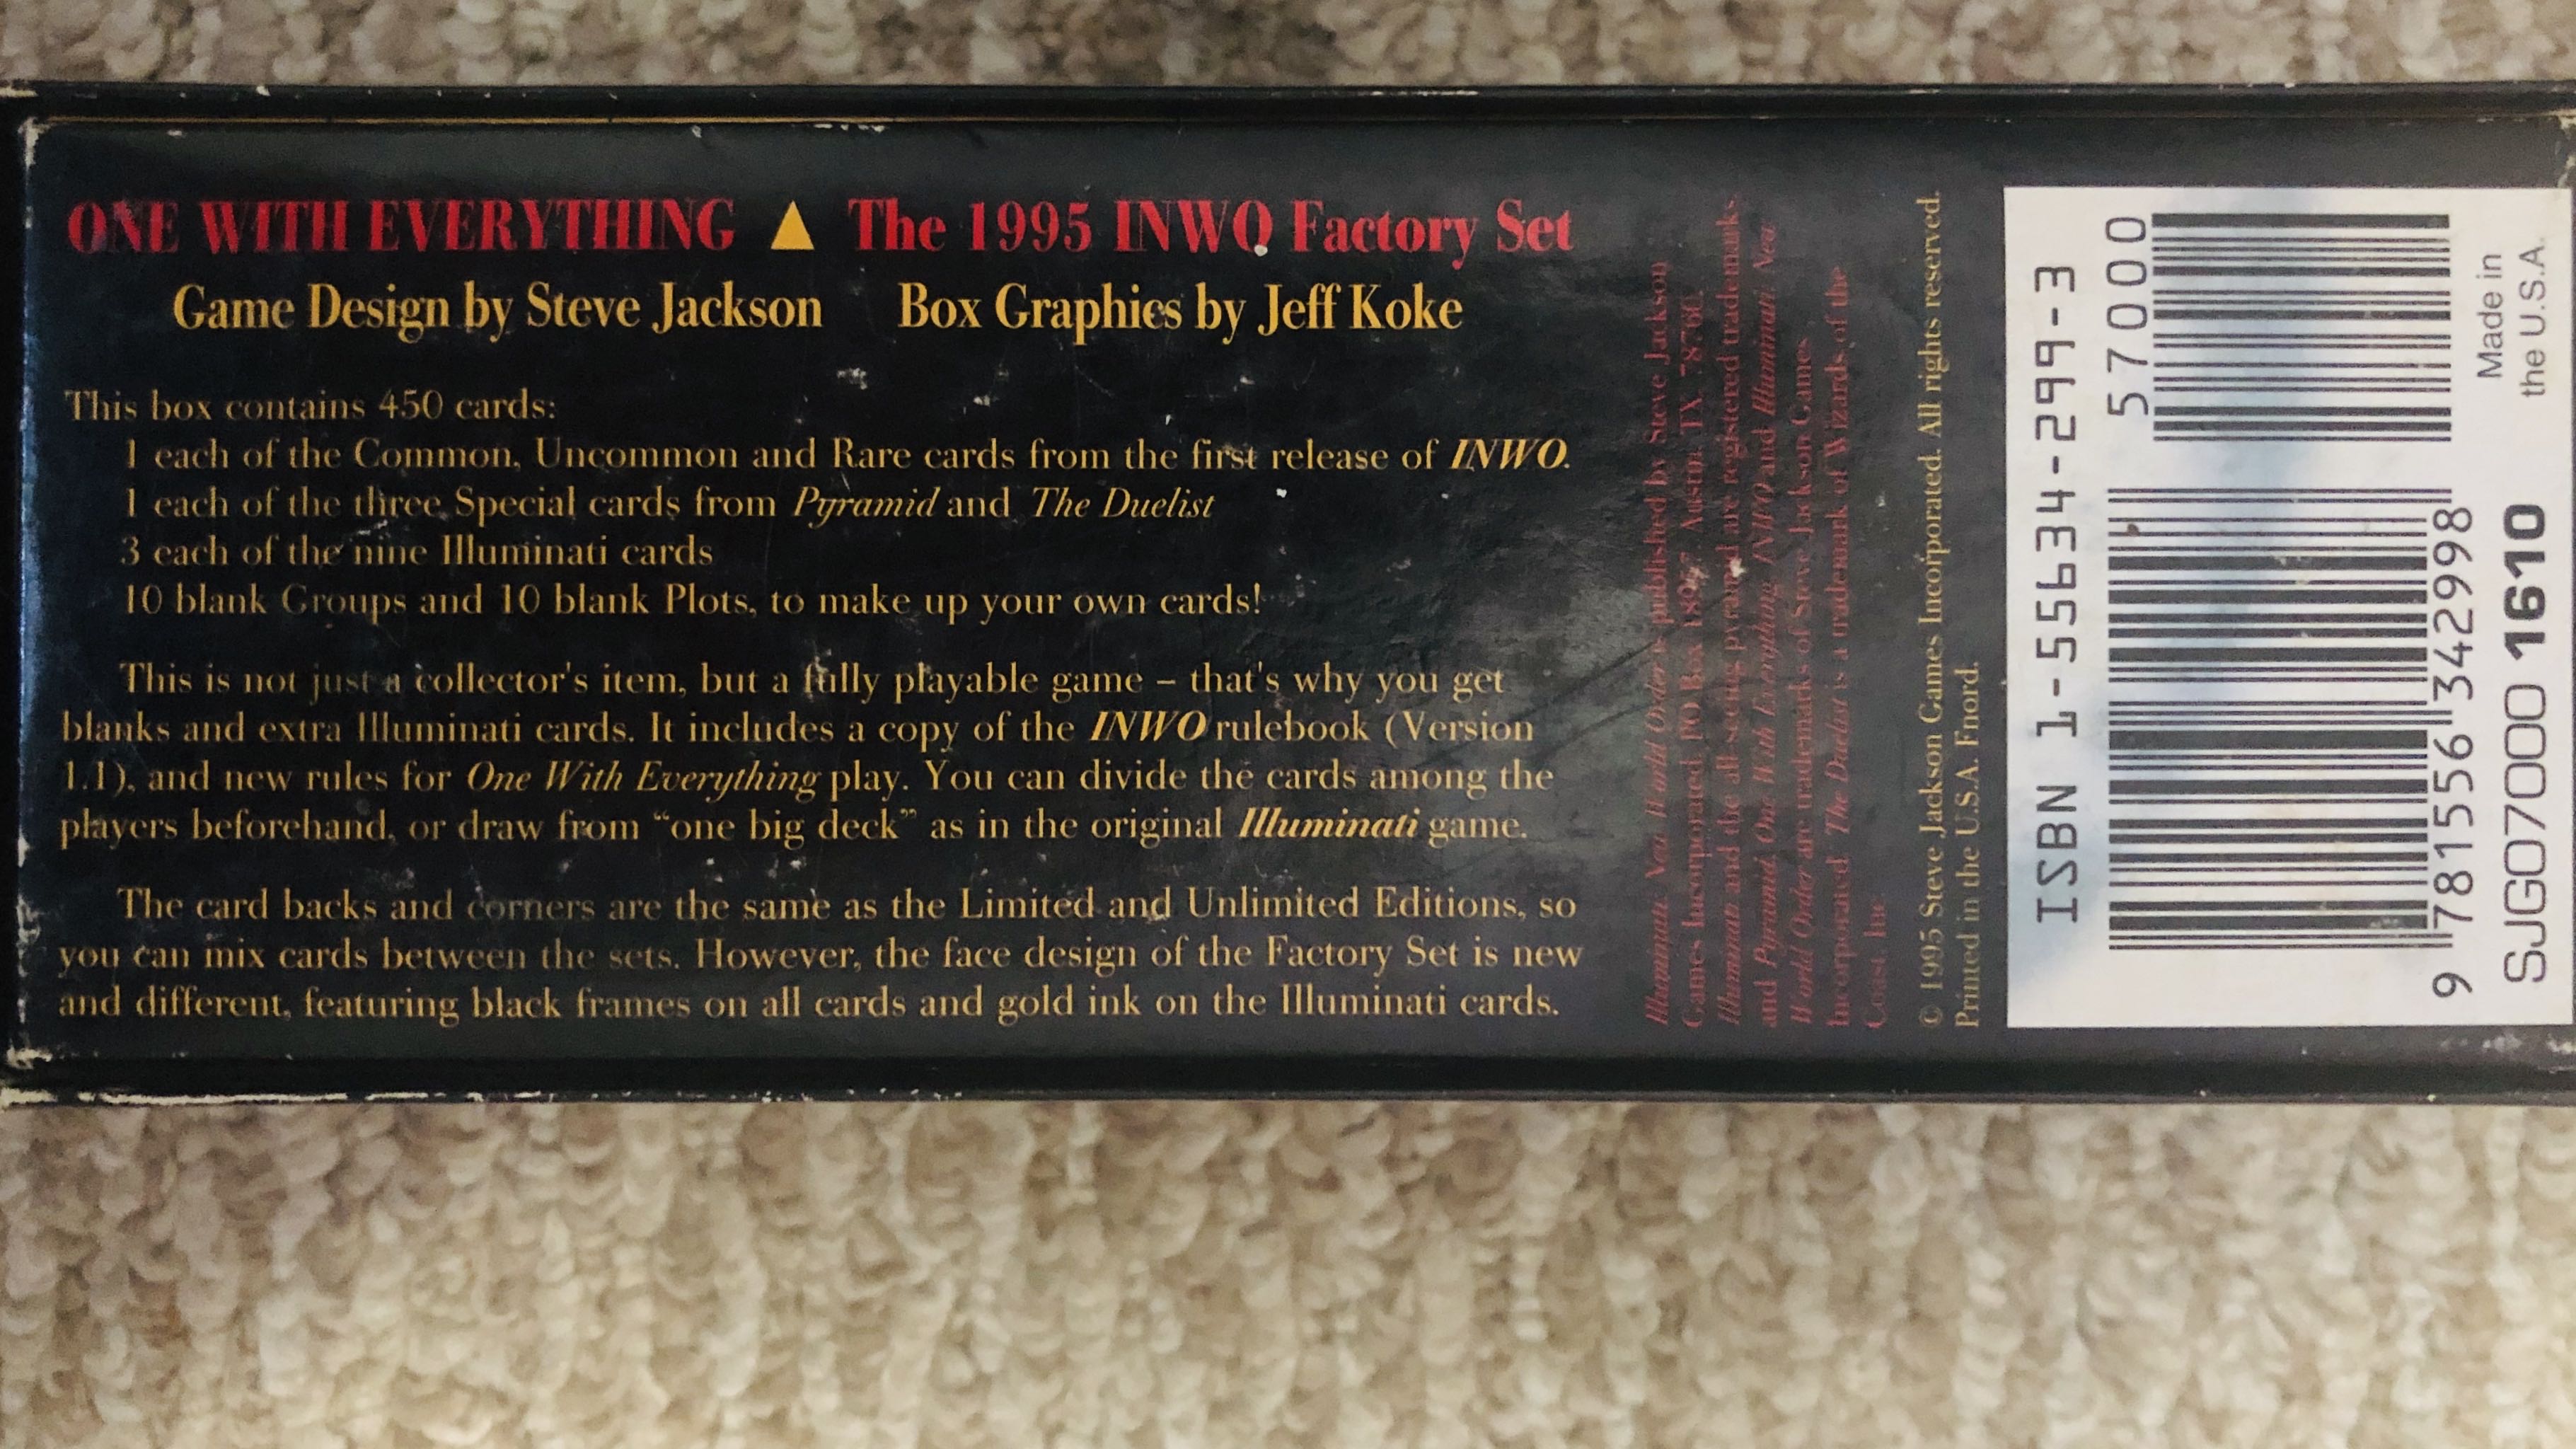 ONE WITH EVERYTHING ▲ The 1995 INWO Factory Set
Game Design by Steve Jackson Box Graphics by Jeff Koke
This box contains 450 cards:
1 each of the Common, Uncommon and Rare cards from the first release of INWO.
1 each of the three Special cards from Pyramid and The Duelist
3 each of the nine Illuminati cards
10 blank Groups and 10 blank Plots, to make up your own cards!
This is not just a collector's item, but a fully playable game – that's why you get
blanks and extra Illuminati cards. It includes a copy of the INWO rulebook (Version
1.1), and new rules for One With Everything play. You can divide the cards among the
players beforehand, or draw from “one big deck” as in the original Illuminati game.
The card backs and corners are the same as the Limited and Unlimited Editions, so
you can mix cards between the sets. However, the face design of the Factory Set is new
and different, featuring black frames on all cards and gold ink on the Illuminati cards.
Illuminati: New World Order is published by Steve Jackson
Games Incorporated, PO Box 18957, Austin, TX 78760.
Illuminati and the all-seeing pyramid are registered trademarks,
and Pyramid, One With Everything, INWO and Illuminati: New
World Order are trademarks of Steve Jackson Games
Incorporated. The Duelist is a trademark of Wizards of the
Coast, Inc.
© 1995 Steve Jackson Games Incorporated. All rights reserved.
Printed in the U.S.A. Fnord.
ISBN 1-55634-299-3
57000
9 781556 342998
SJG07000 1610
Made in
the U.S.A.